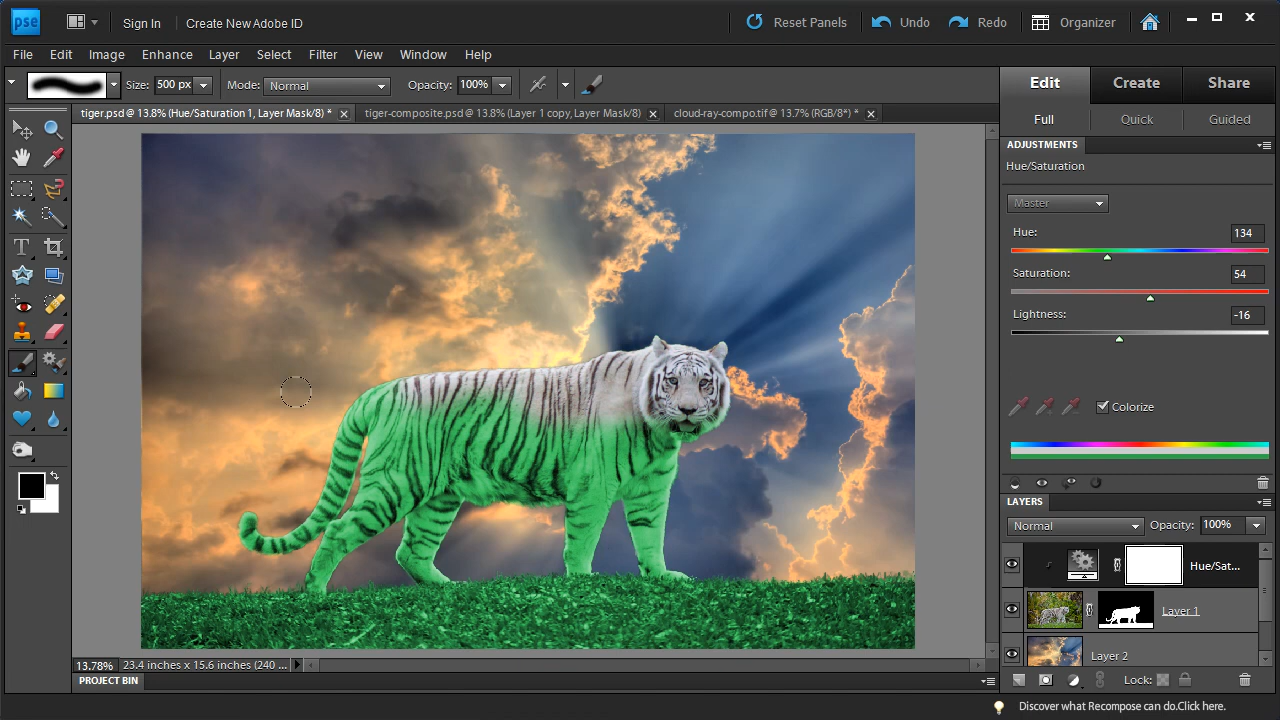 pse Sign In Create New Adobe ID Reset Panels Undo Redo Organizer
File Edit Image Enhance Layer Select Filter View Window Help
Size: 500 px Mode: Normal Opacity: 100%
Edit Create Share
tiger.psd @ 13.8% (Hue/Saturation 1, Layer Mask/8) * tiger-composite.psd @ 13.8% (Layer 1 copy, Layer Mask/8) cloud-ray-compo.tif @ 13.7% (RGB/8*) *
Full Quick Guided
ADJUSTMENTS
Hue/Saturation
Master
Hue: 134
Saturation: 54
Lightness: -16
Colorize
LAYERS
Normal Opacity: 100%
Hue/Sat...
Layer 1
Layer 2
13.78% 23.4 inches x 15.6 inches (240 ...
PROJECT BIN
Lock:
Discover what Recompose can do.Click here.